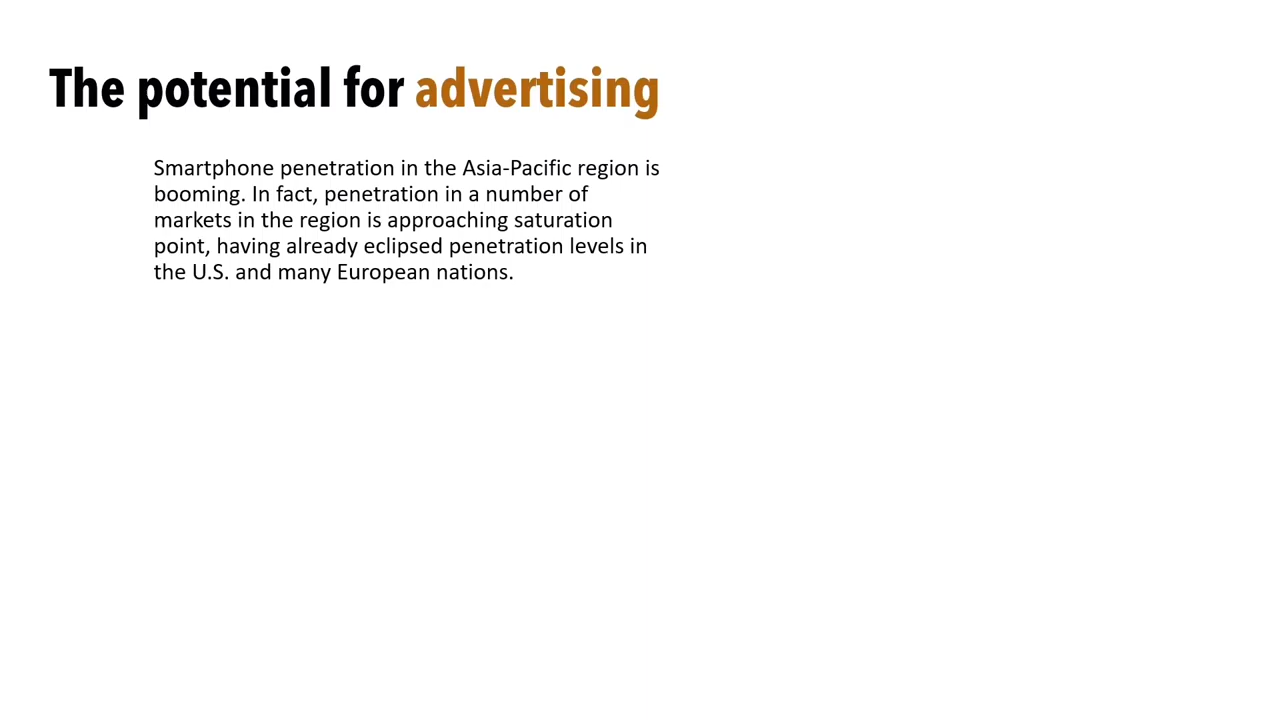 The potential for advertising
Smartphone penetration in the Asia-Pacific region is
booming. In fact, penetration in a number of
markets in the region is approaching saturation
point, having already eclipsed penetration levels in
the U.S. and many European nations.